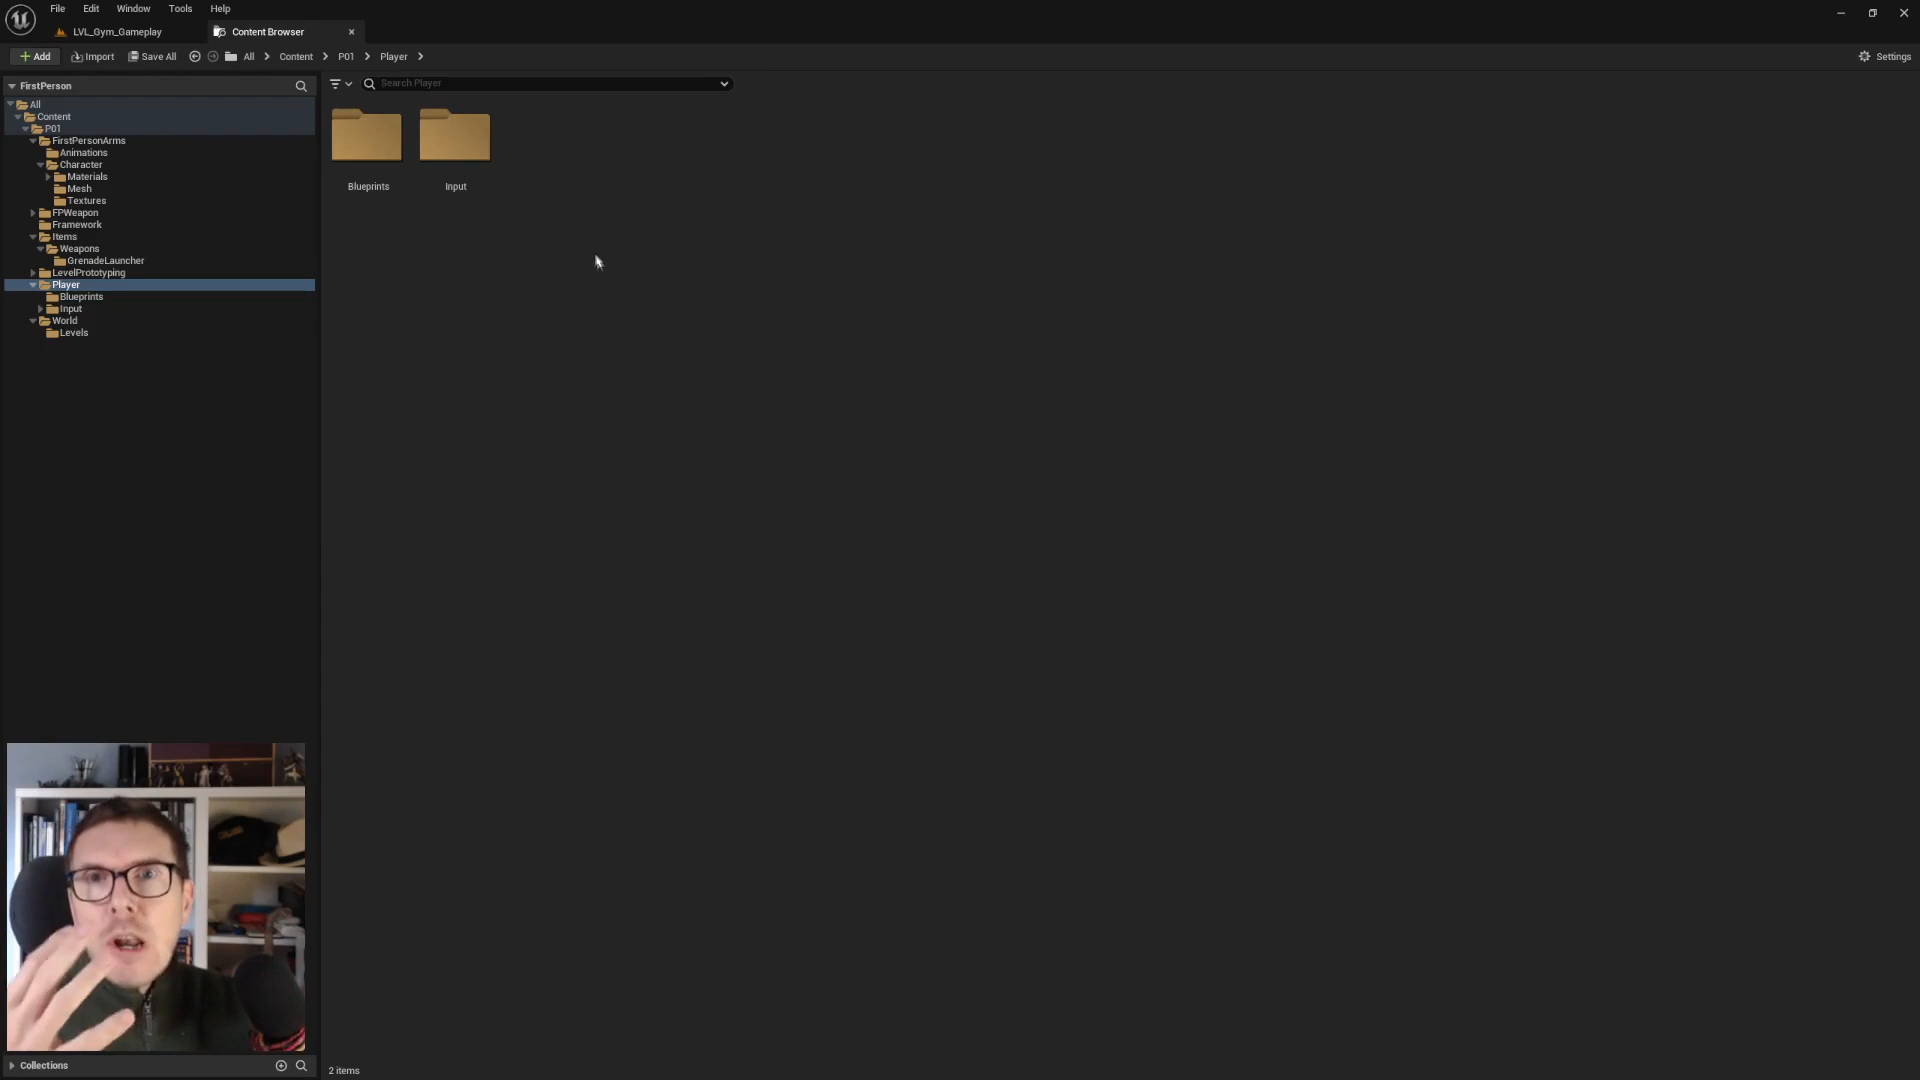 File Edit Window Tools Help
LVL_Gym_Gameplay Content Browser
Add Import Save All All Content P01 Player Settings
FirstPerson
Search Player
All
Content
P01
FirstPersonArms
Animations
Character
Materials
Mesh
Textures
FPWeapon
Framework
Items
Weapons
GrenadeLauncher
LevelPrototyping
Player
Blueprints
Input
World
Levels
Blueprints Input
Collections
2 items